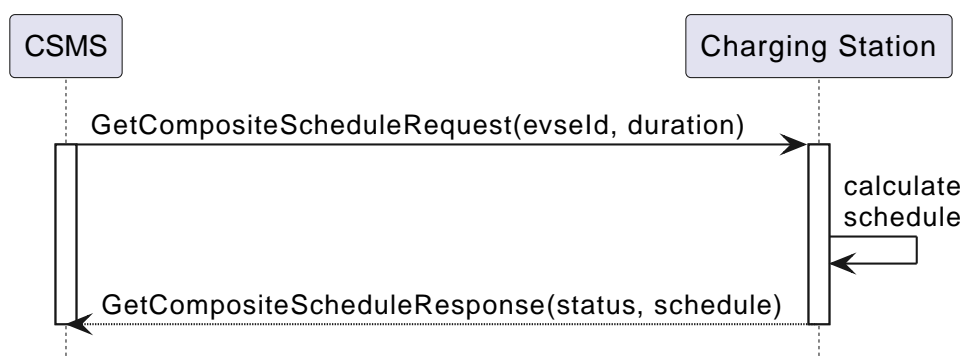 CSMS
Charging Station
GetCompositeScheduleRequest(evseId, duration)
calculate
schedule
GetCompositeScheduleResponse(status, schedule)